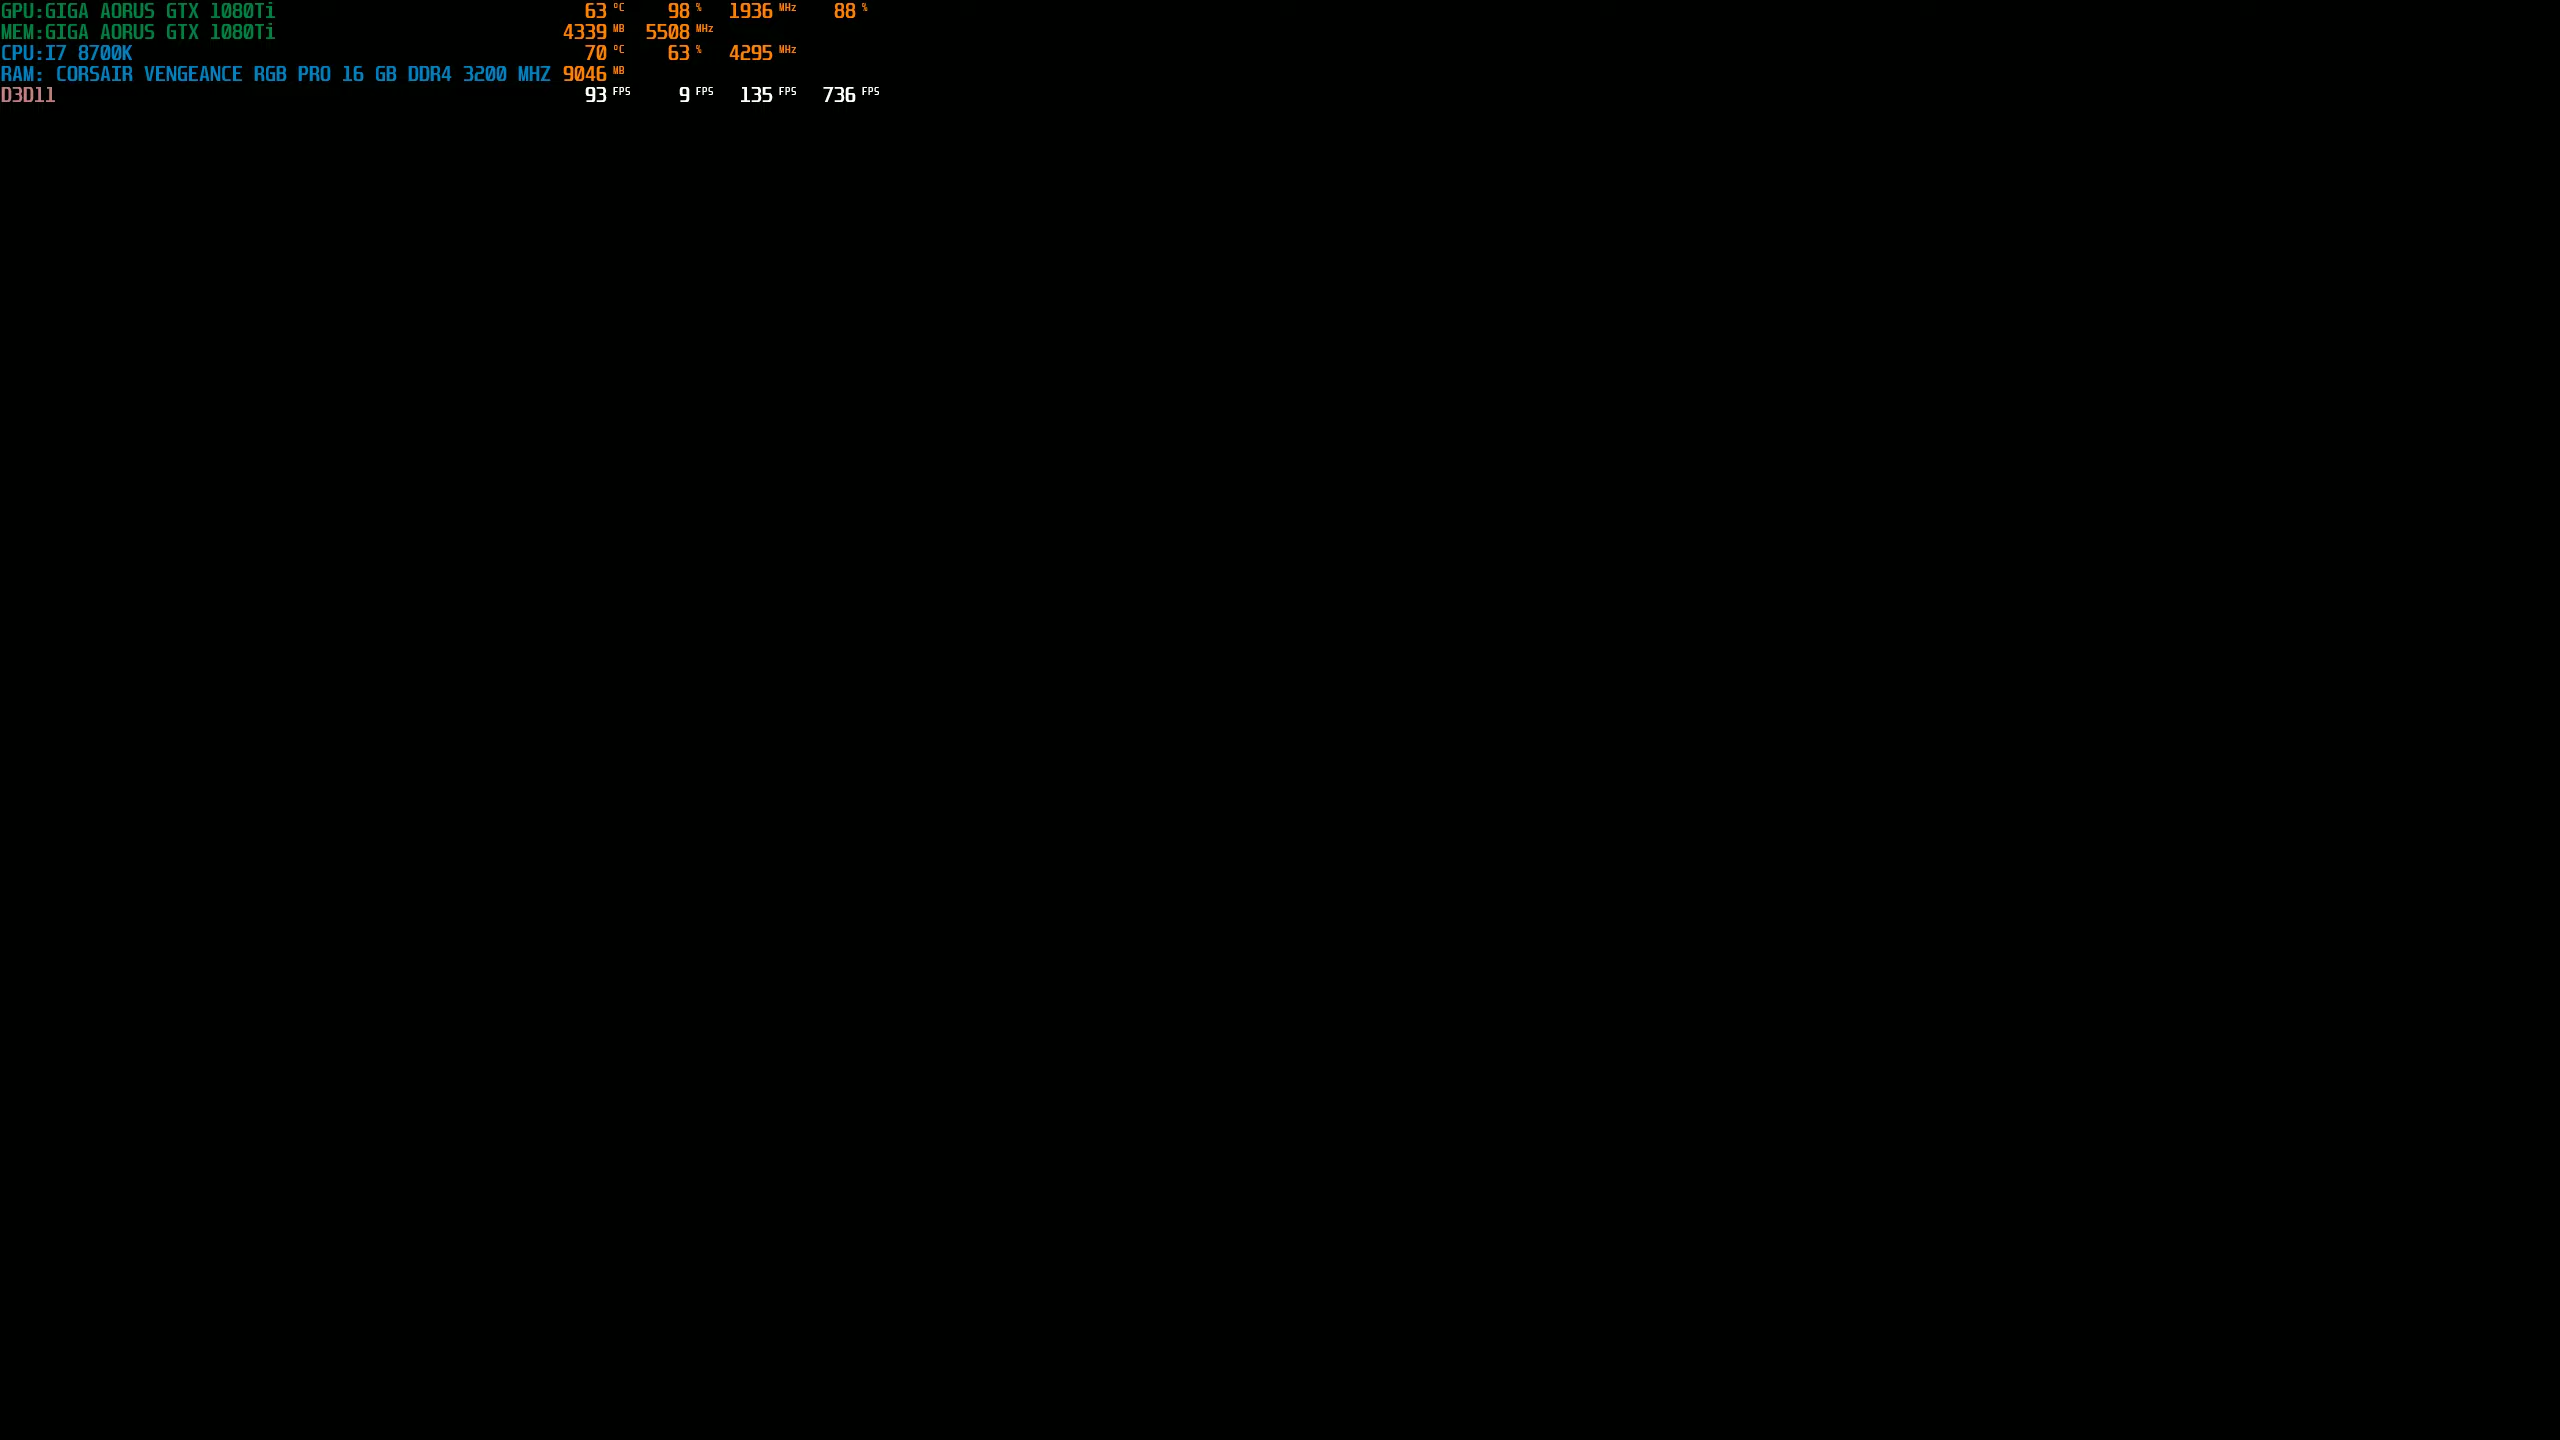 GPU:GIGA AORUS GTX 1080Ti 63 °C 98 % 1936 MHz 88 %
MEM:GIGA AORUS GTX 1080Ti 4339 MB 5508 MHz
CPU:I7 8700K 70 °C 63 % 4295 MHz
RAM: CORSAIR VENGEANCE RGB PRO 16 GB DDR4 3200 MHZ 9046 MB
D3D11 93 FPS 9 FPS 135 FPS 736 FPS